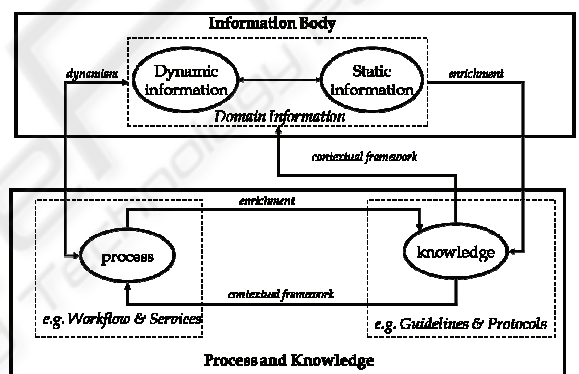 Information Body
dynamism
Dynamic
information
Static
information
enrichment
Domain Information
contextual framework
enrichment
process
knowledge
contextual framework
e.g. Workflow & Services
e.g. Guidelines & Protocols
Process and Knowledge